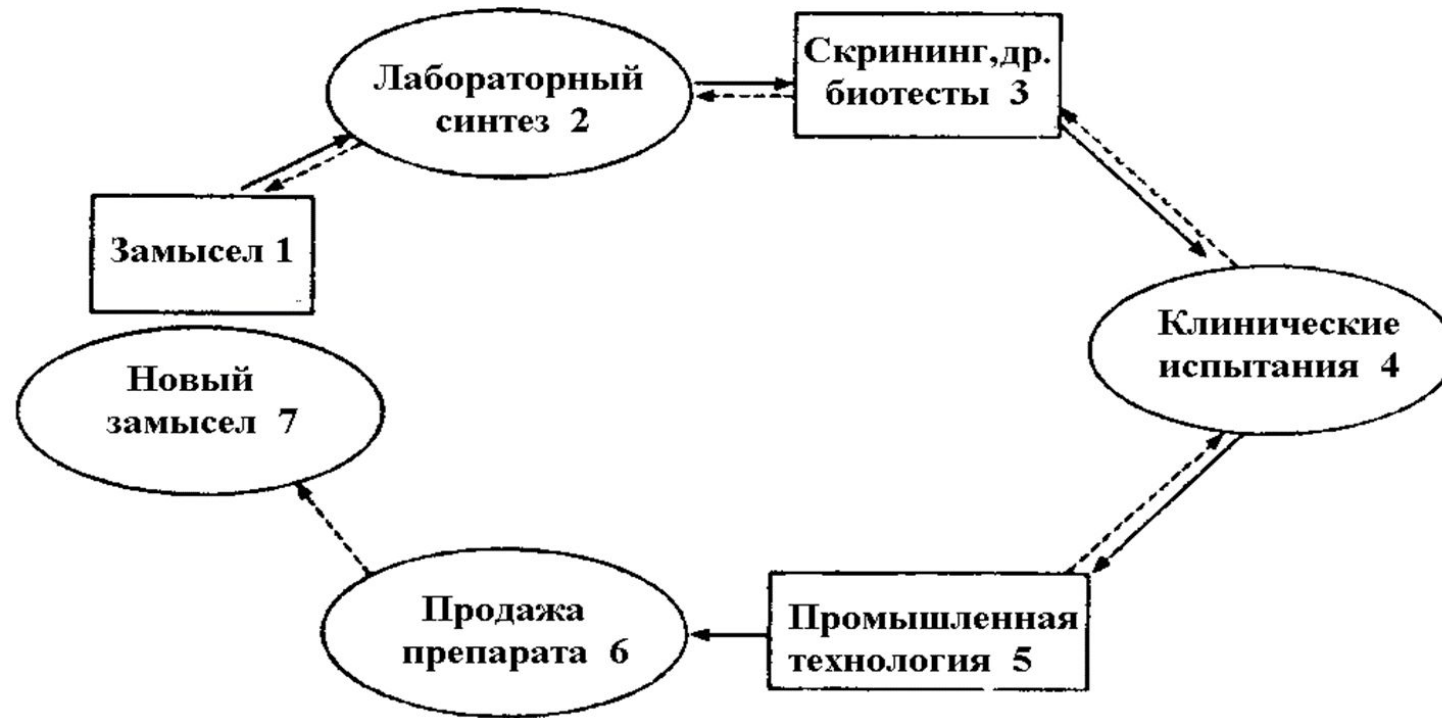 Замысел 1
Лабораторный
синтез 2
Скрининг,др.
биотесты 3
Клинические
испытания 4
Промышленная
технология 5
Продажа
препарата 6
Новый
замысел 7